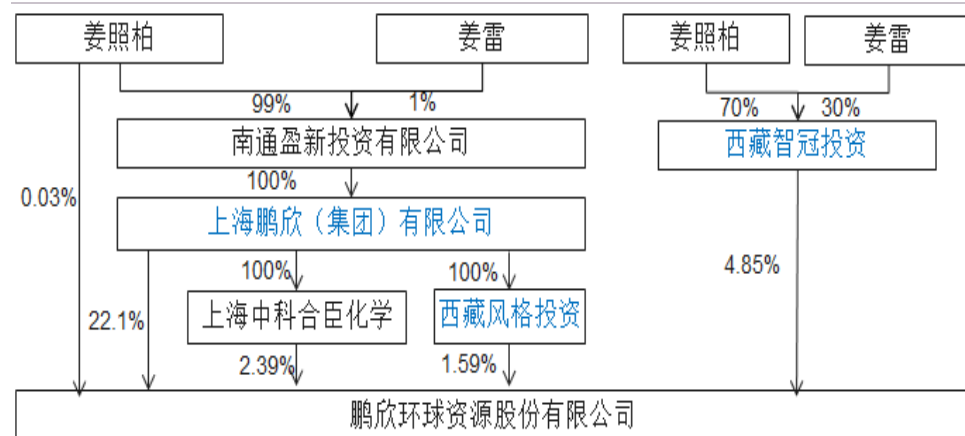 姜照柏
姜雷
姜照柏
姜雷
99%
1%
70%
30%
南通盈新投资有限公司
西藏智冠投资
100%
0.03%
上海鹏欣（集团）有限公司
100%
100%
4.85%
上海中科合臣化学
西藏风格投资
22.1%
2.39%
1.59%
鹏欣环球资源股份有限公司